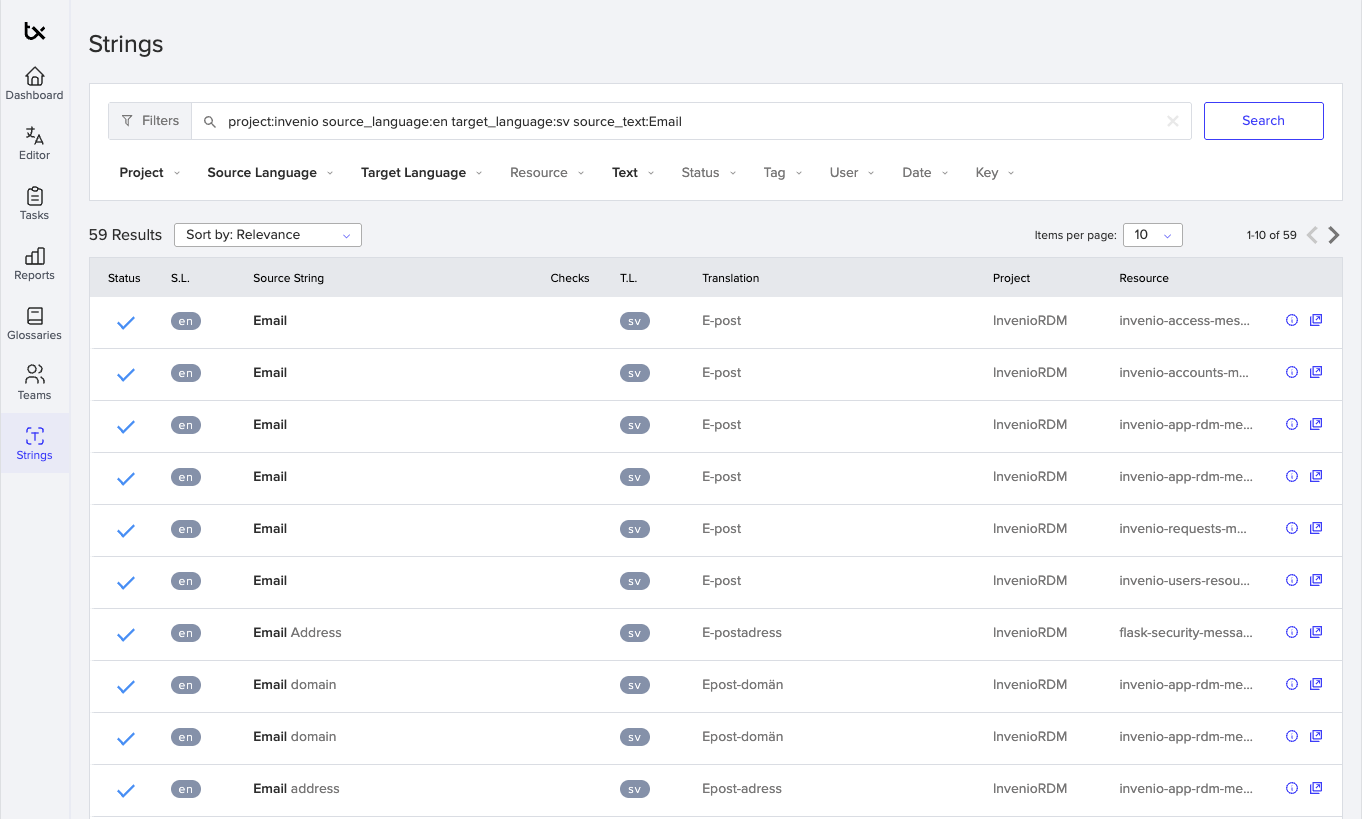 tx
Strings
Dashboard
Editor
Tasks
Reports
Glossaries
Teams
Strings
Filters project:invenio source_language:en target_language:sv source_text:Email Search
Project Source Language Target Language Resource Text Status Tag User Date Key
59 Results Sort by: Relevance Items per page: 10 1-10 of 59
Status S.L. Source String Checks T.L. Translation Project Resource
en Email sv E-post InvenioRDM invenio-access-mes...
en Email sv E-post InvenioRDM invenio-accounts-m...
en Email sv E-post InvenioRDM invenio-app-rdm-me...
en Email sv E-post InvenioRDM invenio-app-rdm-me...
en Email sv E-post InvenioRDM invenio-requests-m...
en Email sv E-post InvenioRDM invenio-users-resou...
en Email Address sv E-postadress InvenioRDM flask-security-messa...
en Email domain sv Epost-domän InvenioRDM invenio-app-rdm-me...
en Email domain sv Epost-domän InvenioRDM invenio-app-rdm-me...
en Email address sv Epost-adress InvenioRDM invenio-app-rdm-me...